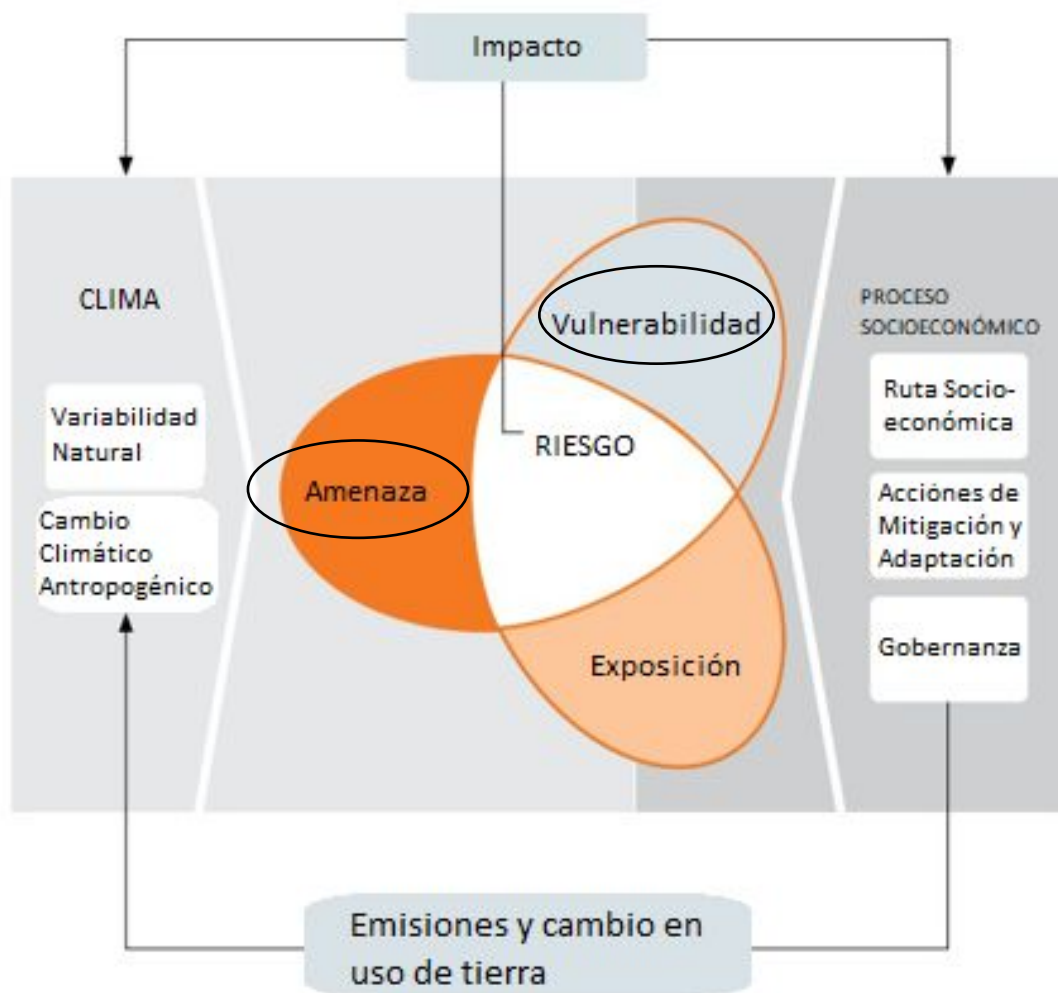 Impacto
CLIMA
Variabilidad
Natural
Cambio
Climático
Antropogénico
Amenaza
Vulnerabilidad
RIESGO
Exposición
PROCESO
SOCIOECONÓMICO
Ruta Socio-
económica
Acciónes de
Mitigación y
Adaptación
Gobernanza
Emisiones y cambio en
uso de tierra